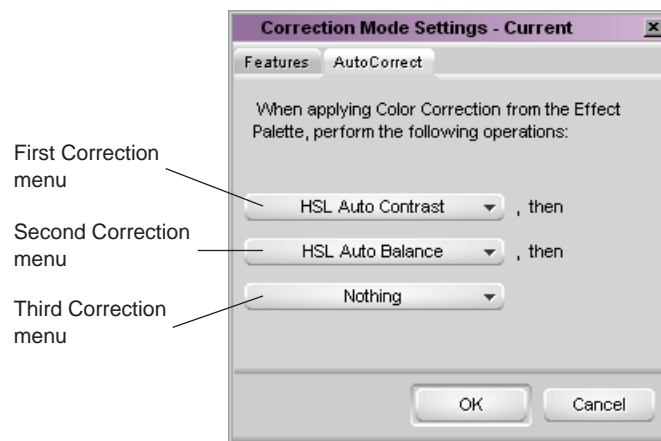 Correction Mode Settings - Current
Features AutoCorrect
When applying Color Correction from the Effect
Palette, perform the following operations:
First Correction
menu
HSL Auto Contrast , then
Second Correction
menu
HSL Auto Balance , then
Third Correction
menu
Nothing
OK Cancel